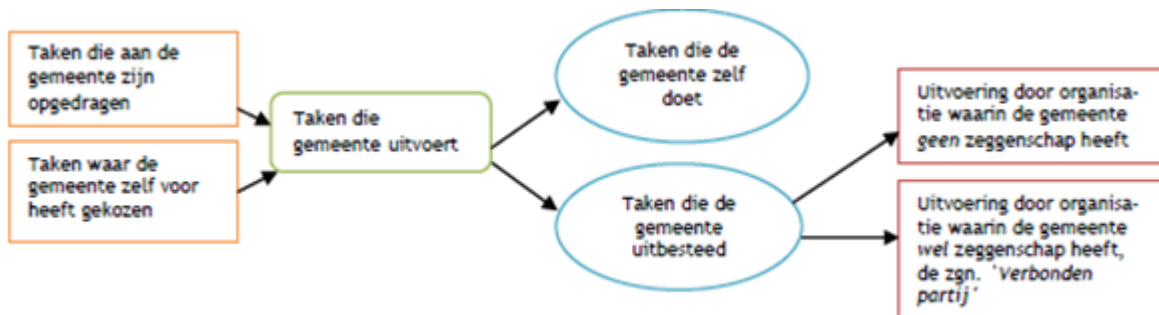 Taken die aan de
gemeente zijn
opgedragen
Taken waar de
gemeente zelf voor
heeft gekozen
Taken die
gemeente uitvoert
Taken die de
gemeente zelf
doet
Taken die de
gemeente
uitbesteed
Uitvoering door organisa-
tie waarin de gemeente
geen zeggenschap heeft
Uitvoering door organisa-
tie waarin de gemeente
wel zeggenschap heeft,
de zgn. 'Verbonden
partij'